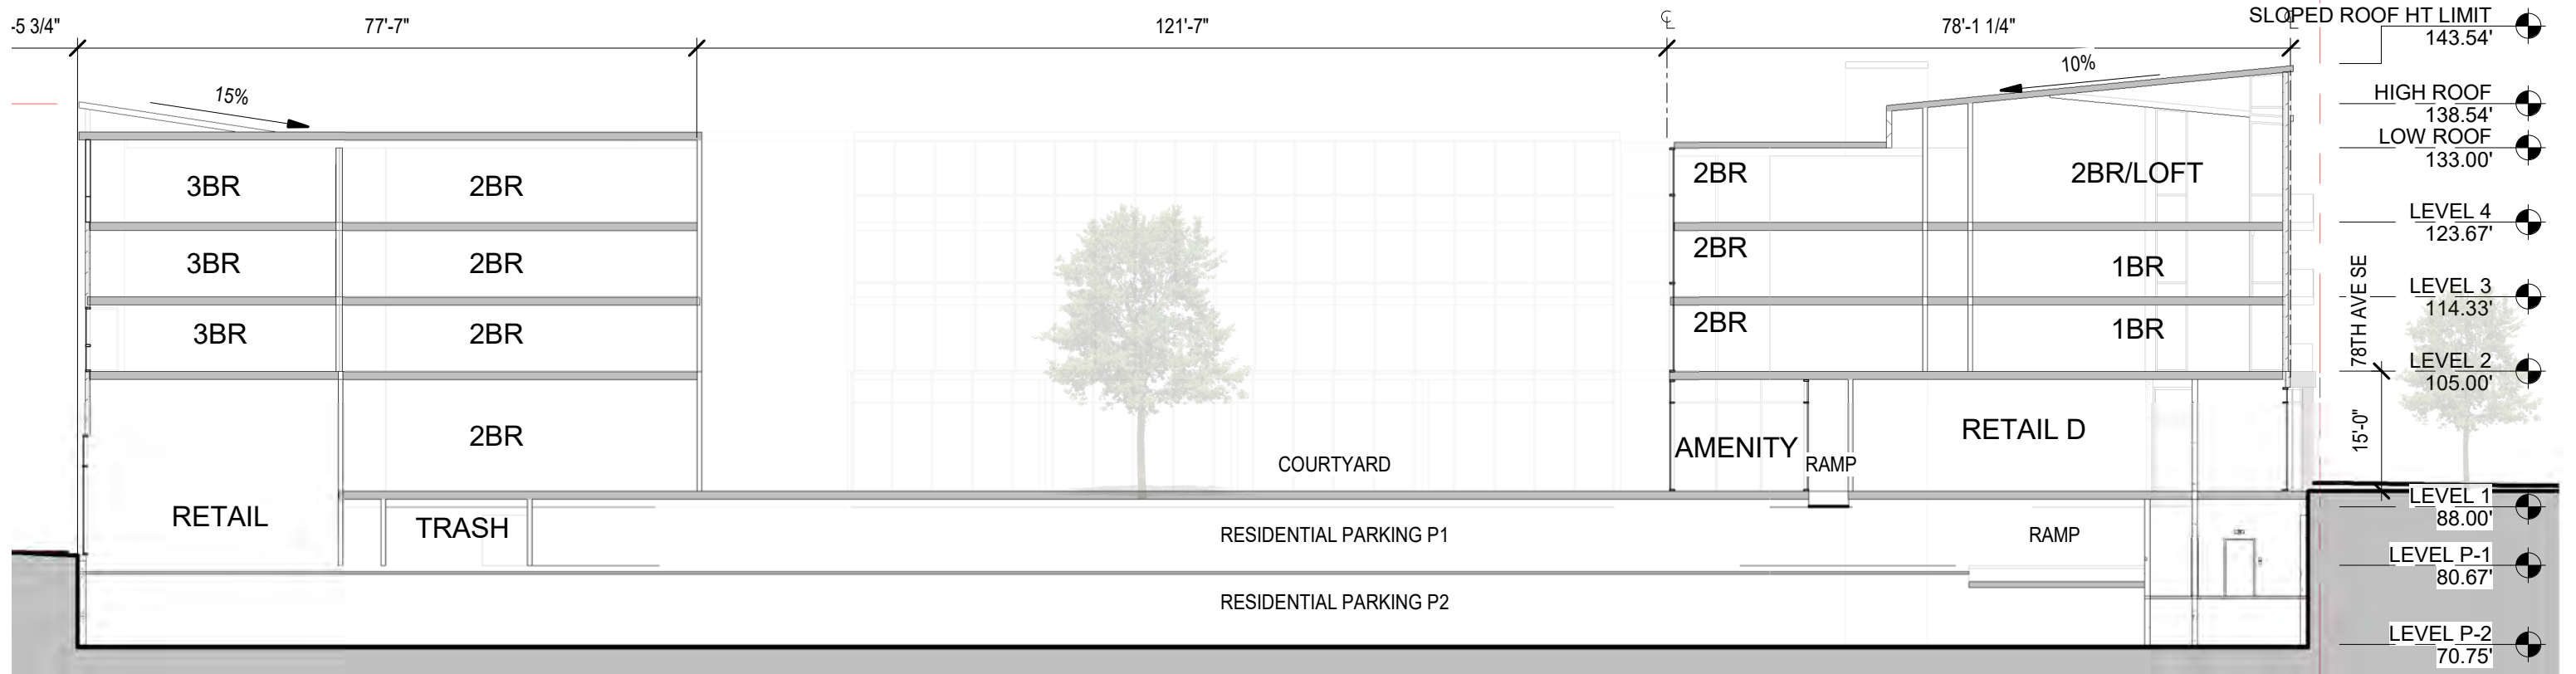 -5 3/4"
77'-7"
121'-7"
78'-1 1/4"
SLOPED ROOF HT LIMIT
143.54'
15%
10%
HIGH ROOF
138.54'
LOW ROOF
133.00'
3BR
2BR
2BR
2BR/LOFT
LEVEL 4
123.67'
3BR
2BR
2BR
1BR
LEVEL 3
114.33'
3BR
2BR
2BR
1BR
78TH AVE SE
LEVEL 2
105.00'
2BR
COURTYARD
AMENITY
RAMP
RETAIL D
15'-0"
LEVEL 1
88.00'
RETAIL
TRASH
RESIDENTIAL PARKING P1
RAMP
LEVEL P-1
80.67'
RESIDENTIAL PARKING P2
LEVEL P-2
70.75'